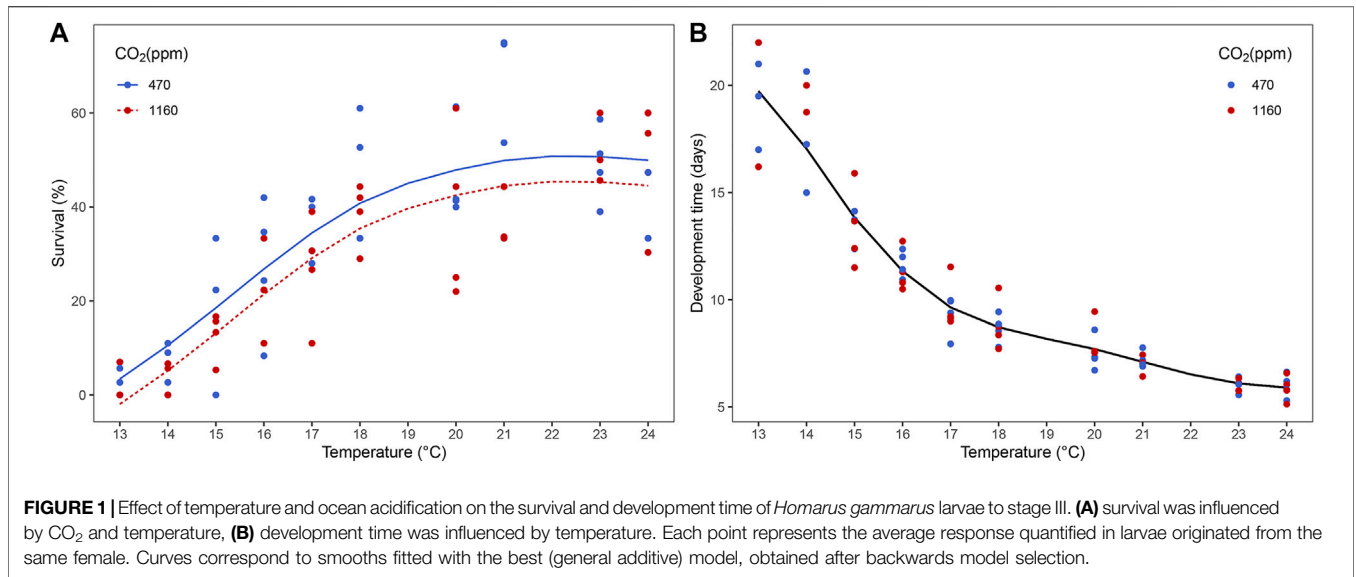 A
CO₂(ppm)
470
1160
60
40
20
0
Survival (%)
13 14 15 16 17 18 19 20 21 22 23 24
Temperature (°C)
B
CO₂(ppm)
470
1160
20
15
10
5
Development time (days)
13 14 15 16 17 18 19 20 21 22 23 24
Temperature (°C)
FIGURE 1 | Effect of temperature and ocean acidification on the survival and development time of Homarus gammarus larvae to stage III. (A) survival was influenced
by CO₂ and temperature, (B) development time was influenced by temperature. Each point represents the average response quantified in larvae originated from the
same female. Curves correspond to smooths fitted with the best (general additive) model, obtained after backwards model selection.